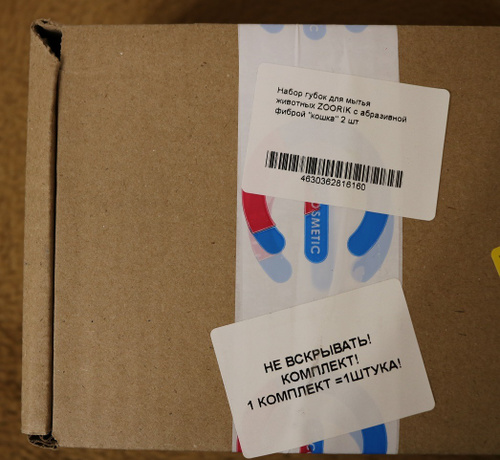 Набор губок для мытья
животных ZOORIK с абразивной
фиброй "кошка" 2 шт
4630362816160
OSMETIC
НЕ ВСКРЫВАТЬ!
КОМПЛЕКТ!
1 КОМПЛЕКТ =1ШТУКА!